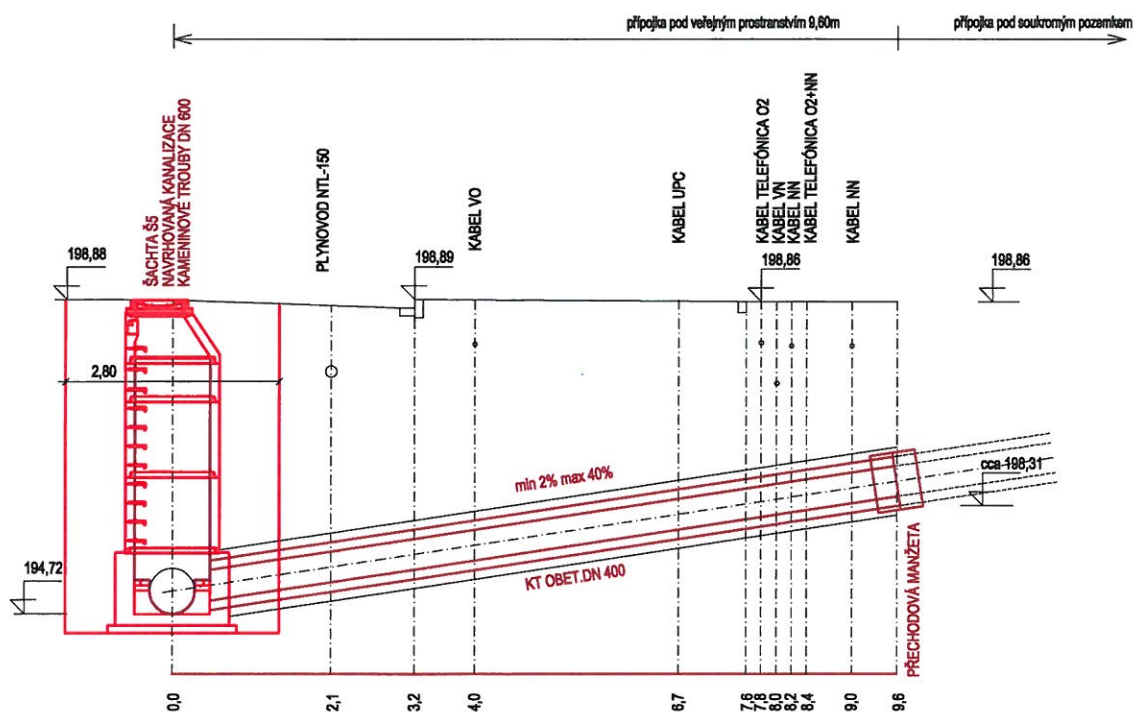 přípojka pod veřejným prostranstvím 9,60m
přípojka pod soukromým pozemkem
ŠACHTA Š5
NAVRHOVANÁ KANALIZACE
KAMENINOVÉ TROUBY DN 600
PLYNOVOD NTL-150
KABEL VO
KABEL UPC
KABEL TELEFÓNICA O2
KABEL VN
KABEL NN
KABEL TELEFÓNICA O2+NN
KABEL NN
198,88
198,89
198,86
198,86
2,80
min 2% max 40%
cca 198,31
194,72
KT OBET.DN 400
PŘECHODOVÁ MANŽETA
0,0
2,1
3,2
4,0
6,7
7,6
7,8
8,0
8,2
8,4
9,0
9,6